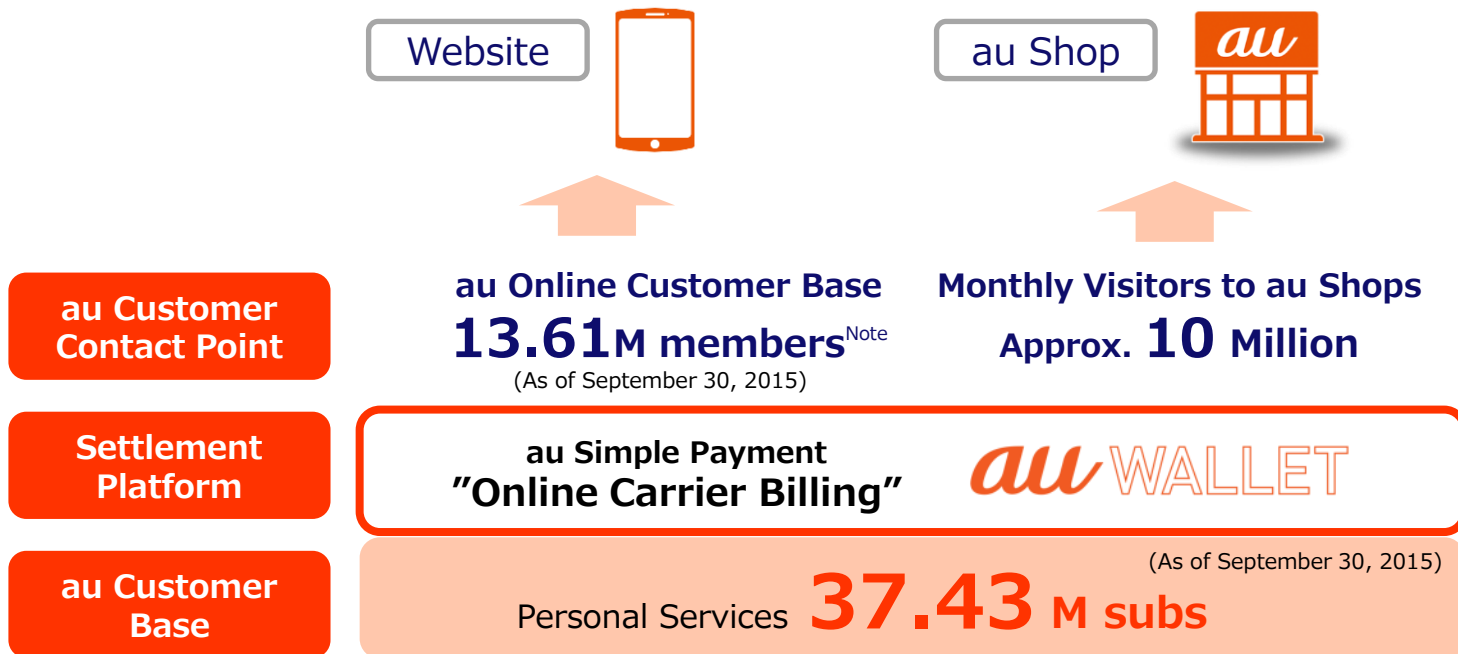 Website
au Shop
au
au Customer
Contact Point
au Online Customer Base
13.61M members Note
(As of September 30, 2015)
Monthly Visitors to au Shops
Approx. 10 Million
Settlement
Platform
au Simple Payment
”Online Carrier Billing”
au WALLET
au Customer
Base
(As of September 30, 2015)
Personal Services 37.43 M subs